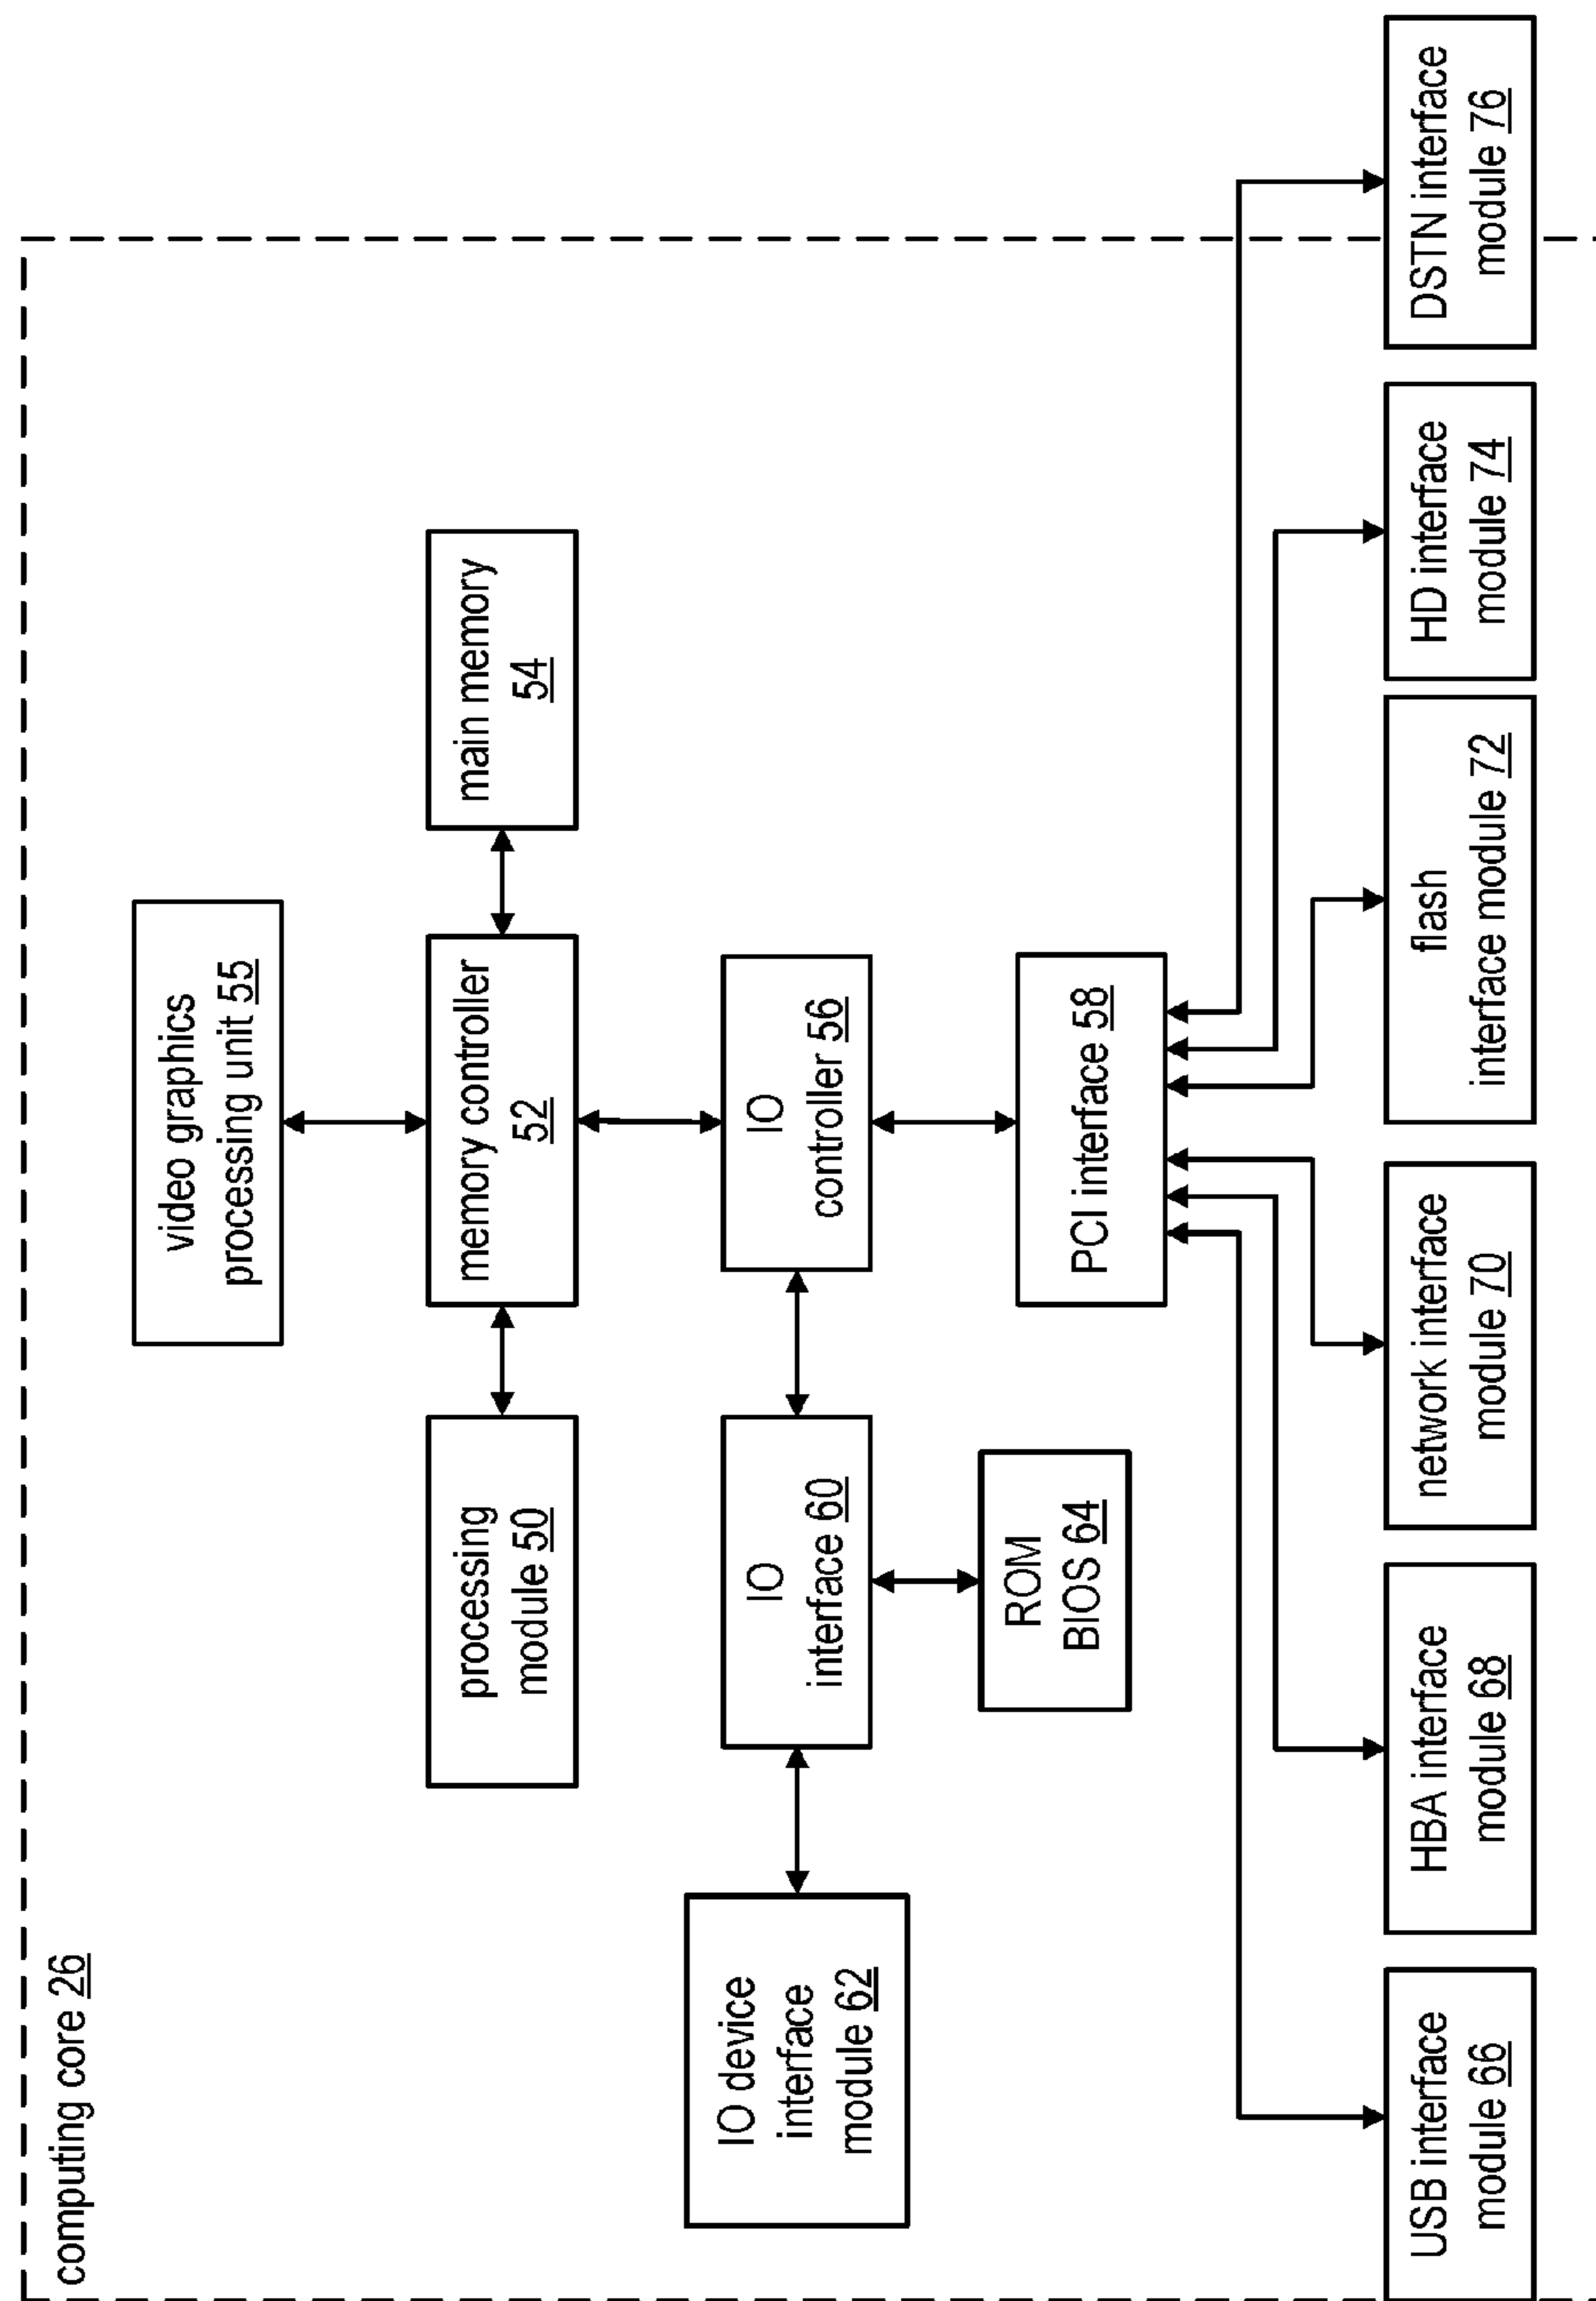 computing core 26
video graphics
processing unit 55
processing
module 50
memory controller
52
main memory
54
IO device
interface
module 62
IO
interface 60
IO
controller 56
ROM
BIOS 64
PCI interface 58
USB interface
module 66
HBA interface
module 68
network interface
module 70
flash
interface module 72
HD interface
module 74
DSTN interface
module 76